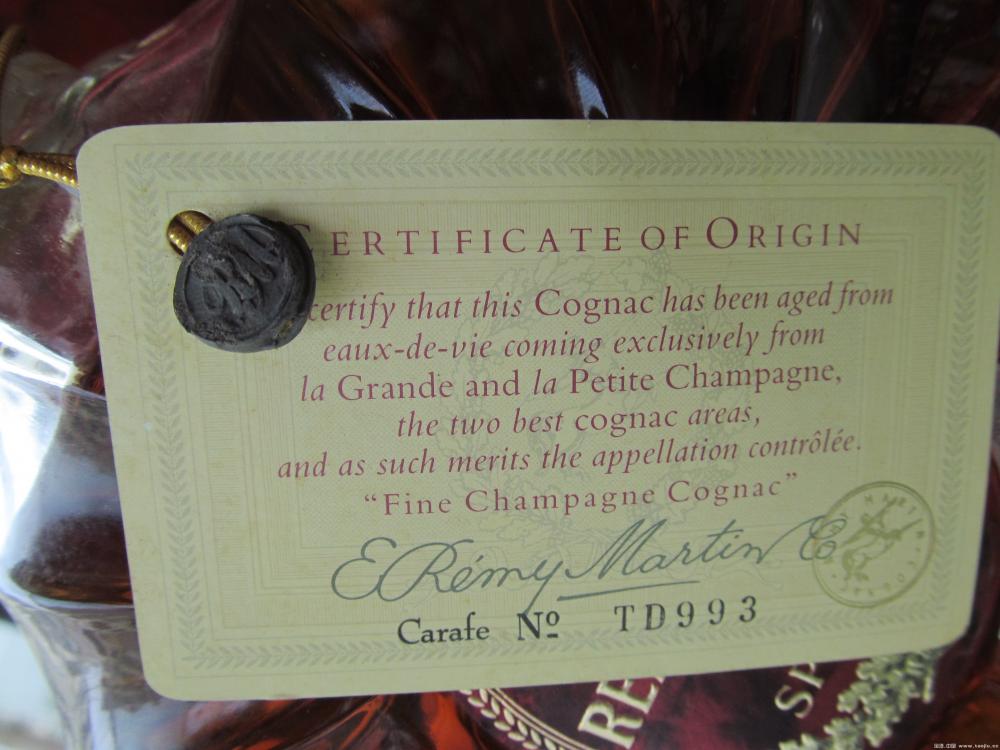 CERTIFICATE OF ORIGIN
certify that this Cognac has been aged from
eaux-de-vie coming exclusively from
la Grande and la Petite Champagne,
the two best cognac areas,
and as such merits the appellation contrôlée.
“Fine Champagne Cognac”
E. Rémy Martin & Co
Carafe Nº TD993